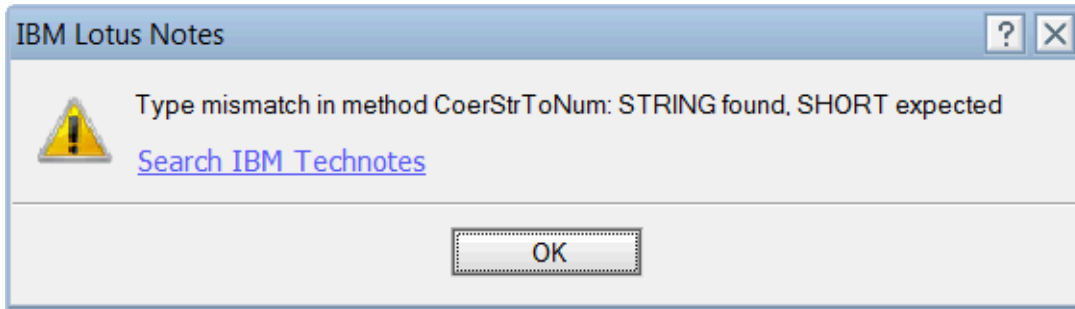 IBM Lotus Notes
Type mismatch in method CoerStrToNum: STRING found, SHORT expected
Search IBM Technotes
OK